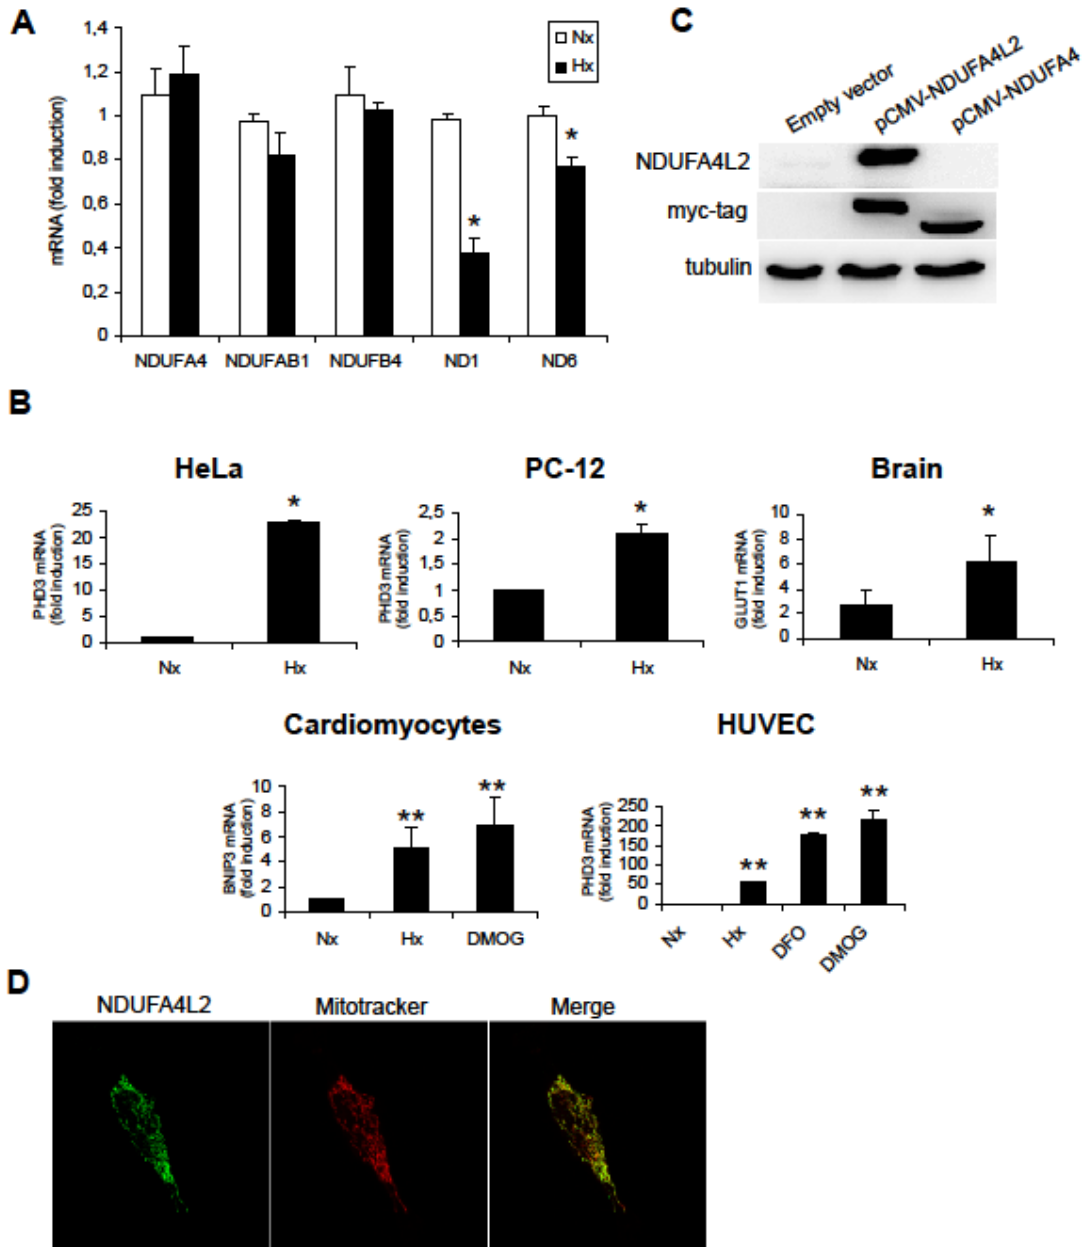 A
1,4
1,2
1
0,8
0,6
0,4
0,2
0
mRNA (fold induction)
Nx
Hx
*
*
NDUFA4 NDUFAB1 NDUFB4 ND1 ND6
C
Empty vector
pCMV-NDUFA4L2
pCMV-NDUFA4
NDUFA4L2
myc-tag
tubulin
B
HeLa
PHD3 mRNA
(fold induction)
25
20
15
10
5
0
*
Nx Hx
PC-12
PHD3 mRNA
(fold induction)
2,5
2
1,5
1
0,5
0
*
Nx Hx
Brain
GLUT1 mRNA
(fold induction)
10
8
6
4
2
0
*
Nx Hx
Cardiomyocytes
BNIP3 mRNA
(fold induction)
10
8
6
4
2
0
**
**
Nx Hx DMOG
HUVEC
PHD3 mRNA
(fold induction)
250
200
150
100
50
0
**
**
**
Nx Hx DFO DMOG
D
NDUFA4L2 Mitotracker Merge